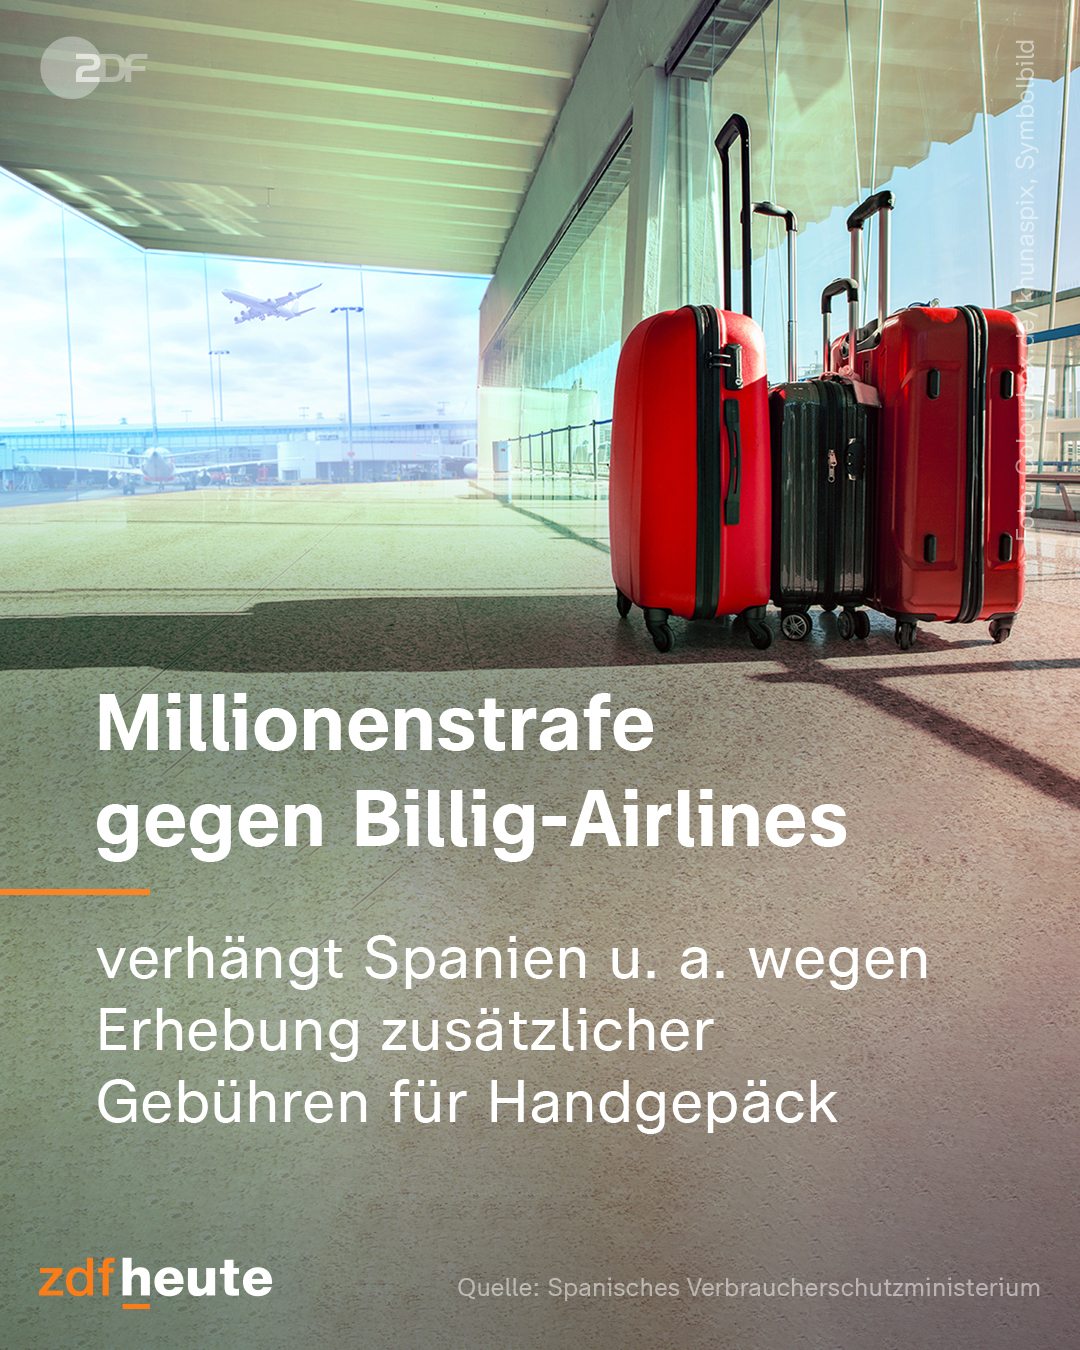 ZDF
Foto: Colourbox.de/khunaspix, Symbolbild
Millionenstrafe
gegen Billig-Airlines
verhängt Spanien u. a. wegen
Erhebung zusätzlicher
Gebühren für Handgepäck
zdfheute
Quelle: Spanisches Verbraucherschutzministerium